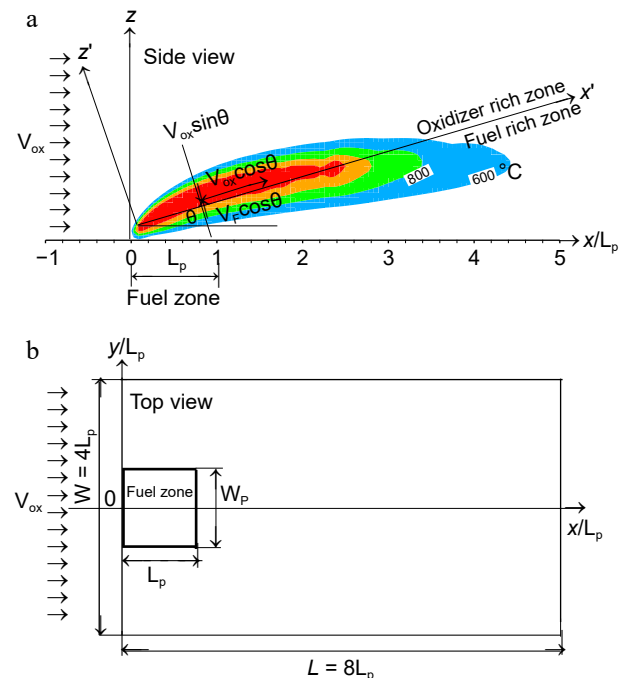 a
z
z'
Side view
x'
V_ox sinθ
Oxidizer rich zone
Fuel rich zone
V_ox
V_ox cosθ
800
600 °C
θ
V_F cosθ
−1 0 1 2 3 4 5 x/L_p
L_p
Fuel zone
b
y/L_p
Top view
W = 4L_p
Fuel zone
W_P
V_ox
0
x/L_p
L_p
L = 8L_p